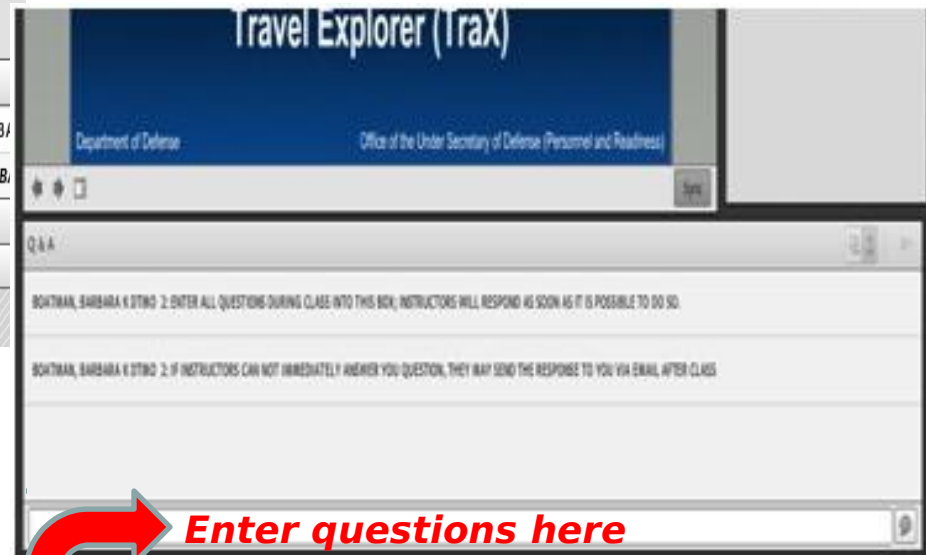 Travel Explorer (TraX)
Department of Defense
Office of the Under Secretary of Defense (Personnel and Readiness)
Sync
Q & A
BOATMAN, BARBARA K DTMO 2: ENTER ALL QUESTIONS DURING CLASS INTO THIS BOX; INSTRUCTORS WILL RESPOND AS SOON AS IT IS POSSIBLE TO DO SO.
BOATMAN, BARBARA K DTMO 2: IF INSTRUCTORS CAN NOT IMMEDIATELY ANSWER YOU QUESTION, THEY MAY SEND THE RESPONSE TO YOU VIA EMAIL AFTER CLASS
Enter questions here